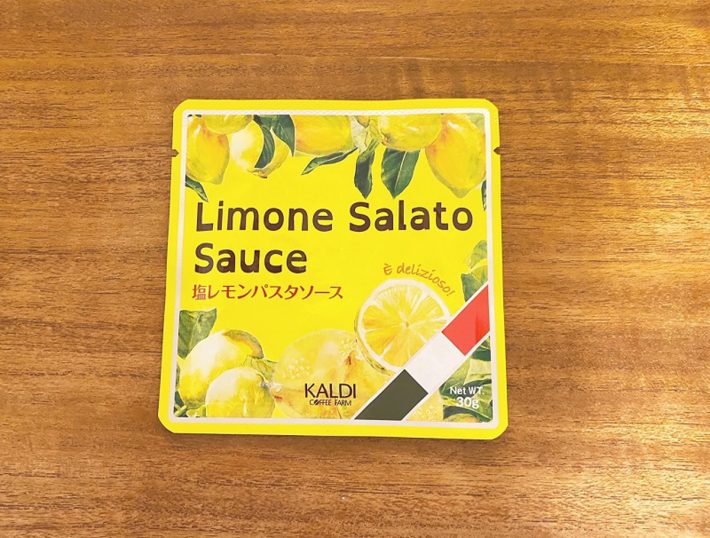 Limone Salato
Sauce
塩レモンパスタソース
È delizioso!
KALDI
COFFEE FARM
Net WT.
30g